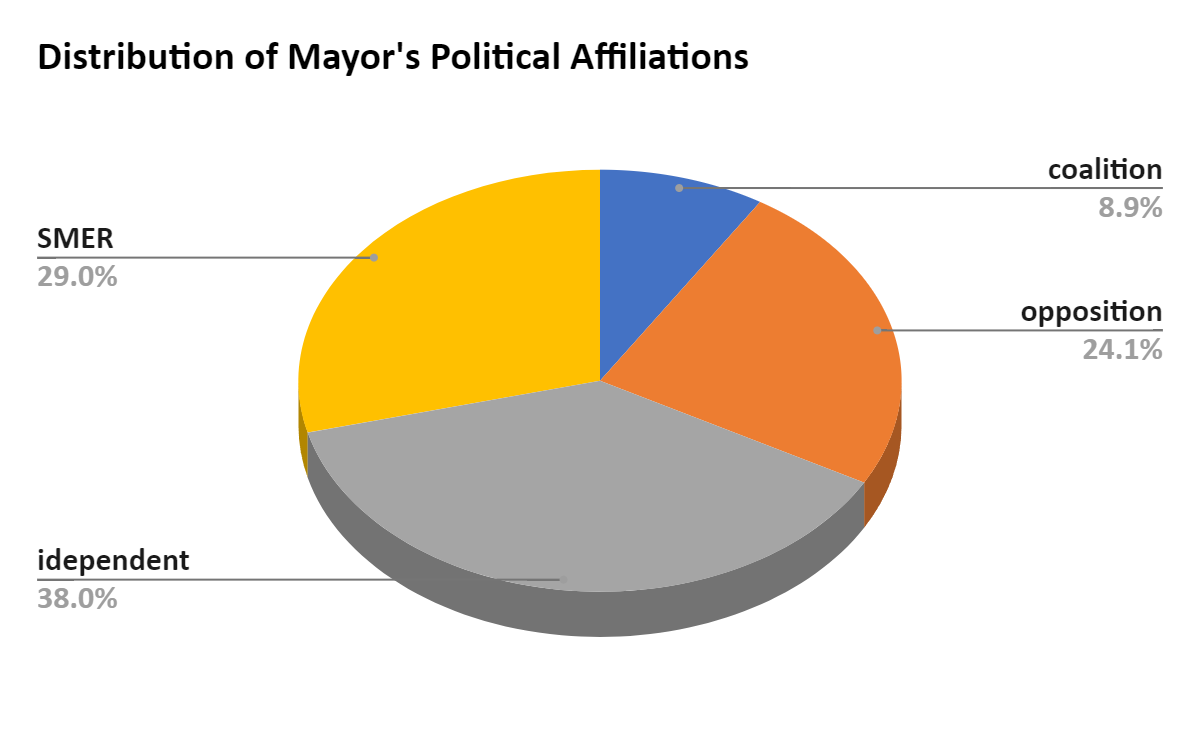 Distribution of Mayor's Political Affiliations
coalition
8.9%
SMER
29.0%
opposition
24.1%
idependent
38.0%